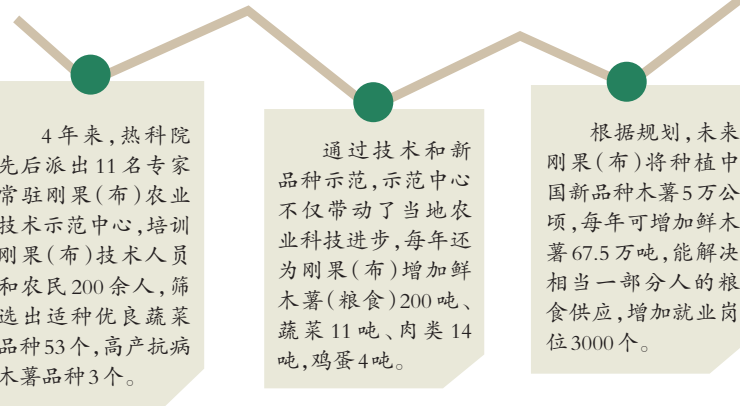 4年来，热科院
先后派出11名专家
常驻刚果（布）农业
技术示范中心，培训
刚果（布）技术人员
和农民200余人，筛
选出适种优良蔬菜
品种53个，高产抗病
木薯品种3个。
通过技术和新
品种示范，示范中心
不仅带动了当地农
业科技进步，每年还
为刚果（布）增加鲜
木薯（粮食）200吨、
蔬菜11吨、肉类14
吨，鸡蛋4吨。
根据规划，未来
刚果（布）将种植中
国新品种木薯5万公
顷，每年可增加鲜木
薯67.5万吨，能解决
相当一部分人的粮
食供应，增加就业岗
位3000个。